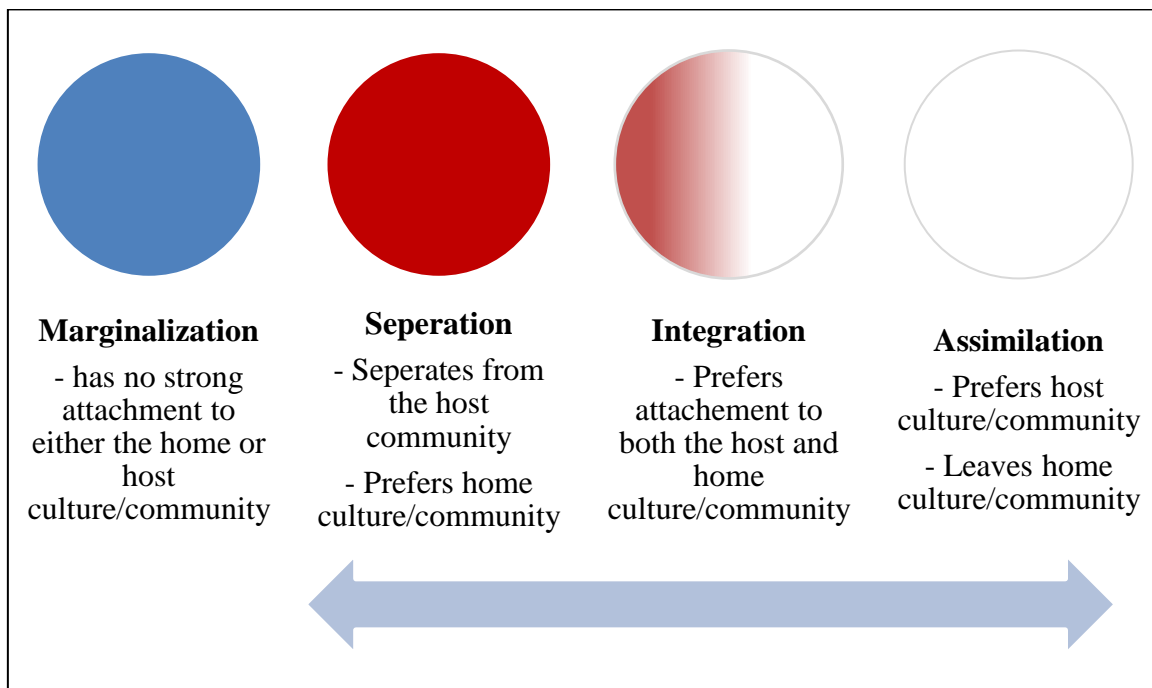 Marginalization
- has no strong
attachment to
either the home or
host
culture/community
Seperation
- Seperates from
the host
community
- Prefers home
culture/community
Integration
- Prefers
attachement to
both the host and
home
culture/community
Assimilation
- Prefers host
culture/community
- Leaves home
culture/community